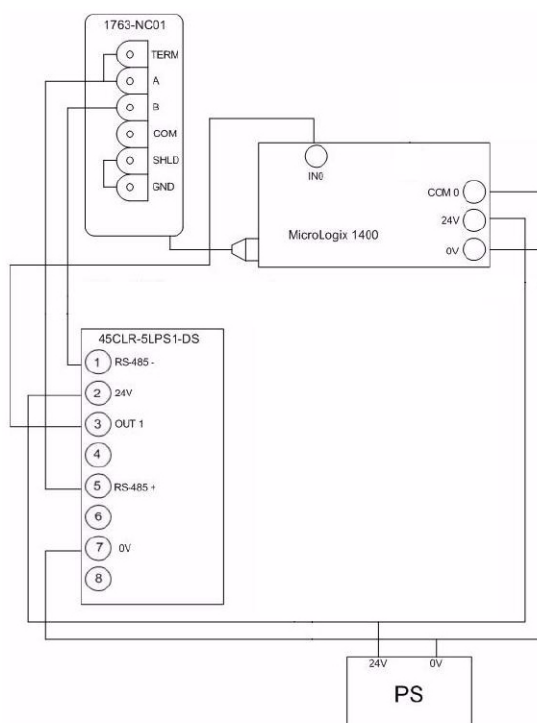 1763-NC01
TERM
A
B
COM
SHLD
GND
IN0
COM 0
24V
0V
MicroLogix 1400
45CLR-5LPS1-DS
1 RS-485 -
2 24V
3 OUT 1
4
5 RS-485 +
6
7 0V
8
24V 0V
PS